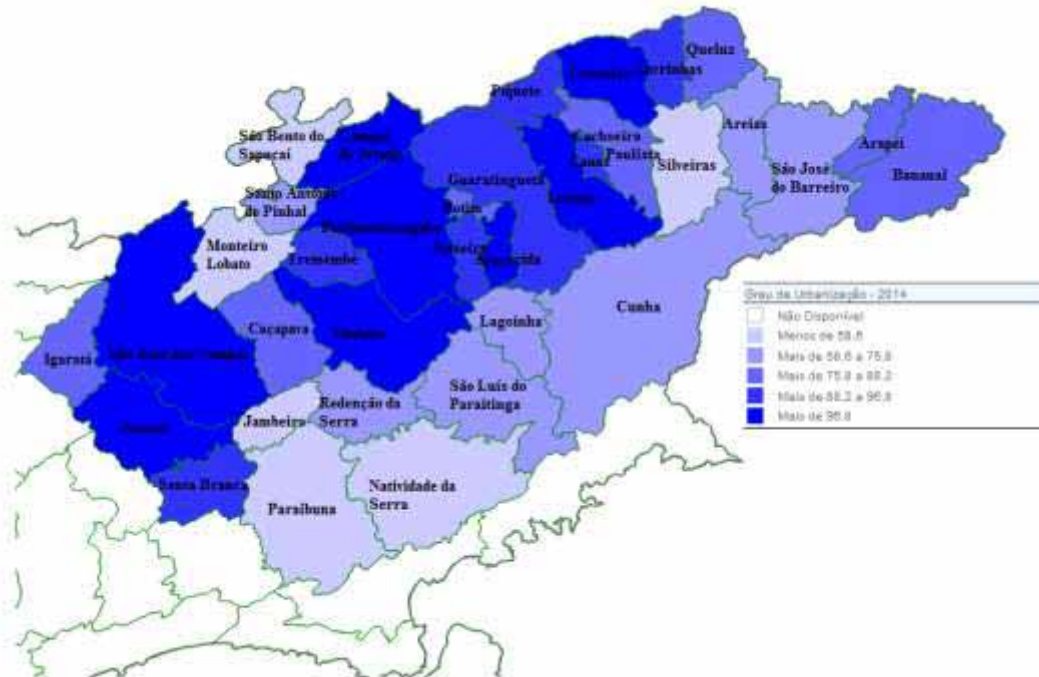 Queluz
Piquete
São Bento do
Sapucaí
Cachoeira
Paulista
Areias
Arapeí
Silveiras
São José
do Barreiro
Bananal
Guaratinguetá
Santo Antônio
do Pinhal
Potim
Monteiro
Lobato
Tremembé
Cunha
Lagoinha
Caçapava
Igaratá
São Luís do
Paraitinga
Redenção da
Serra
Jambeiro
Santa Branca
Natividade da
Serra
Paraibuna
Grau de Urbanização - 2014
Não Disponível
Menos de 58,6
Mais de 58,6 a 75,8
Mais de 75,8 a 88,2
Mais de 88,2 a 96,8
Mais de 96,8